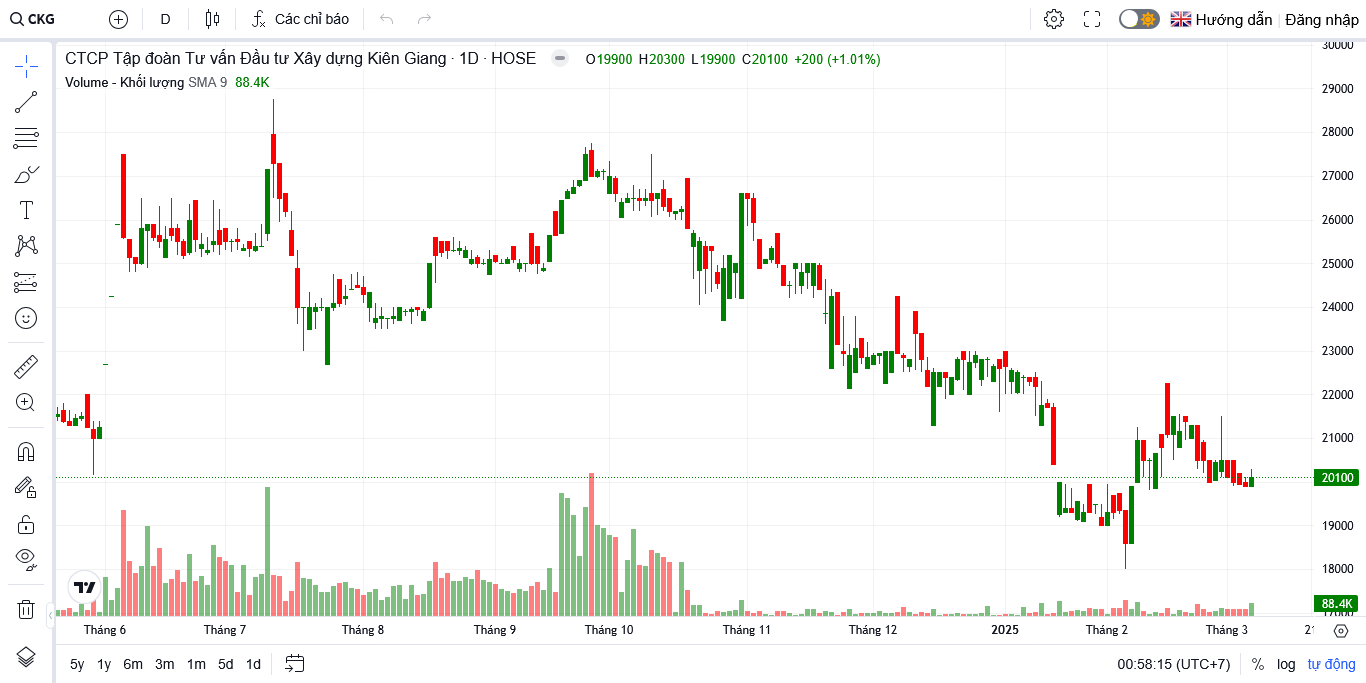 CKG D Các chỉ báo Hướng dẫn Đăng nhập
CTCP Tập đoàn Tư vấn Đầu tư Xây dựng Kiên Giang · 1D · HOSE O19900 H20300 L19900 C20100 +200 (+1.01%)
Volume - Khối lượng SMA 9 88.4K
30000
29000
28000
27000
26000
25000
24000
23000
22000
21000
20100
19000
18000
88.4K
Tháng 6 Tháng 7 Tháng 8 Tháng 9 Tháng 10 Tháng 11 Tháng 12 2025 Tháng 2 Tháng 3
5y 1y 6m 3m 1m 5d 1d 00:58:15 (UTC+7) % log tự động